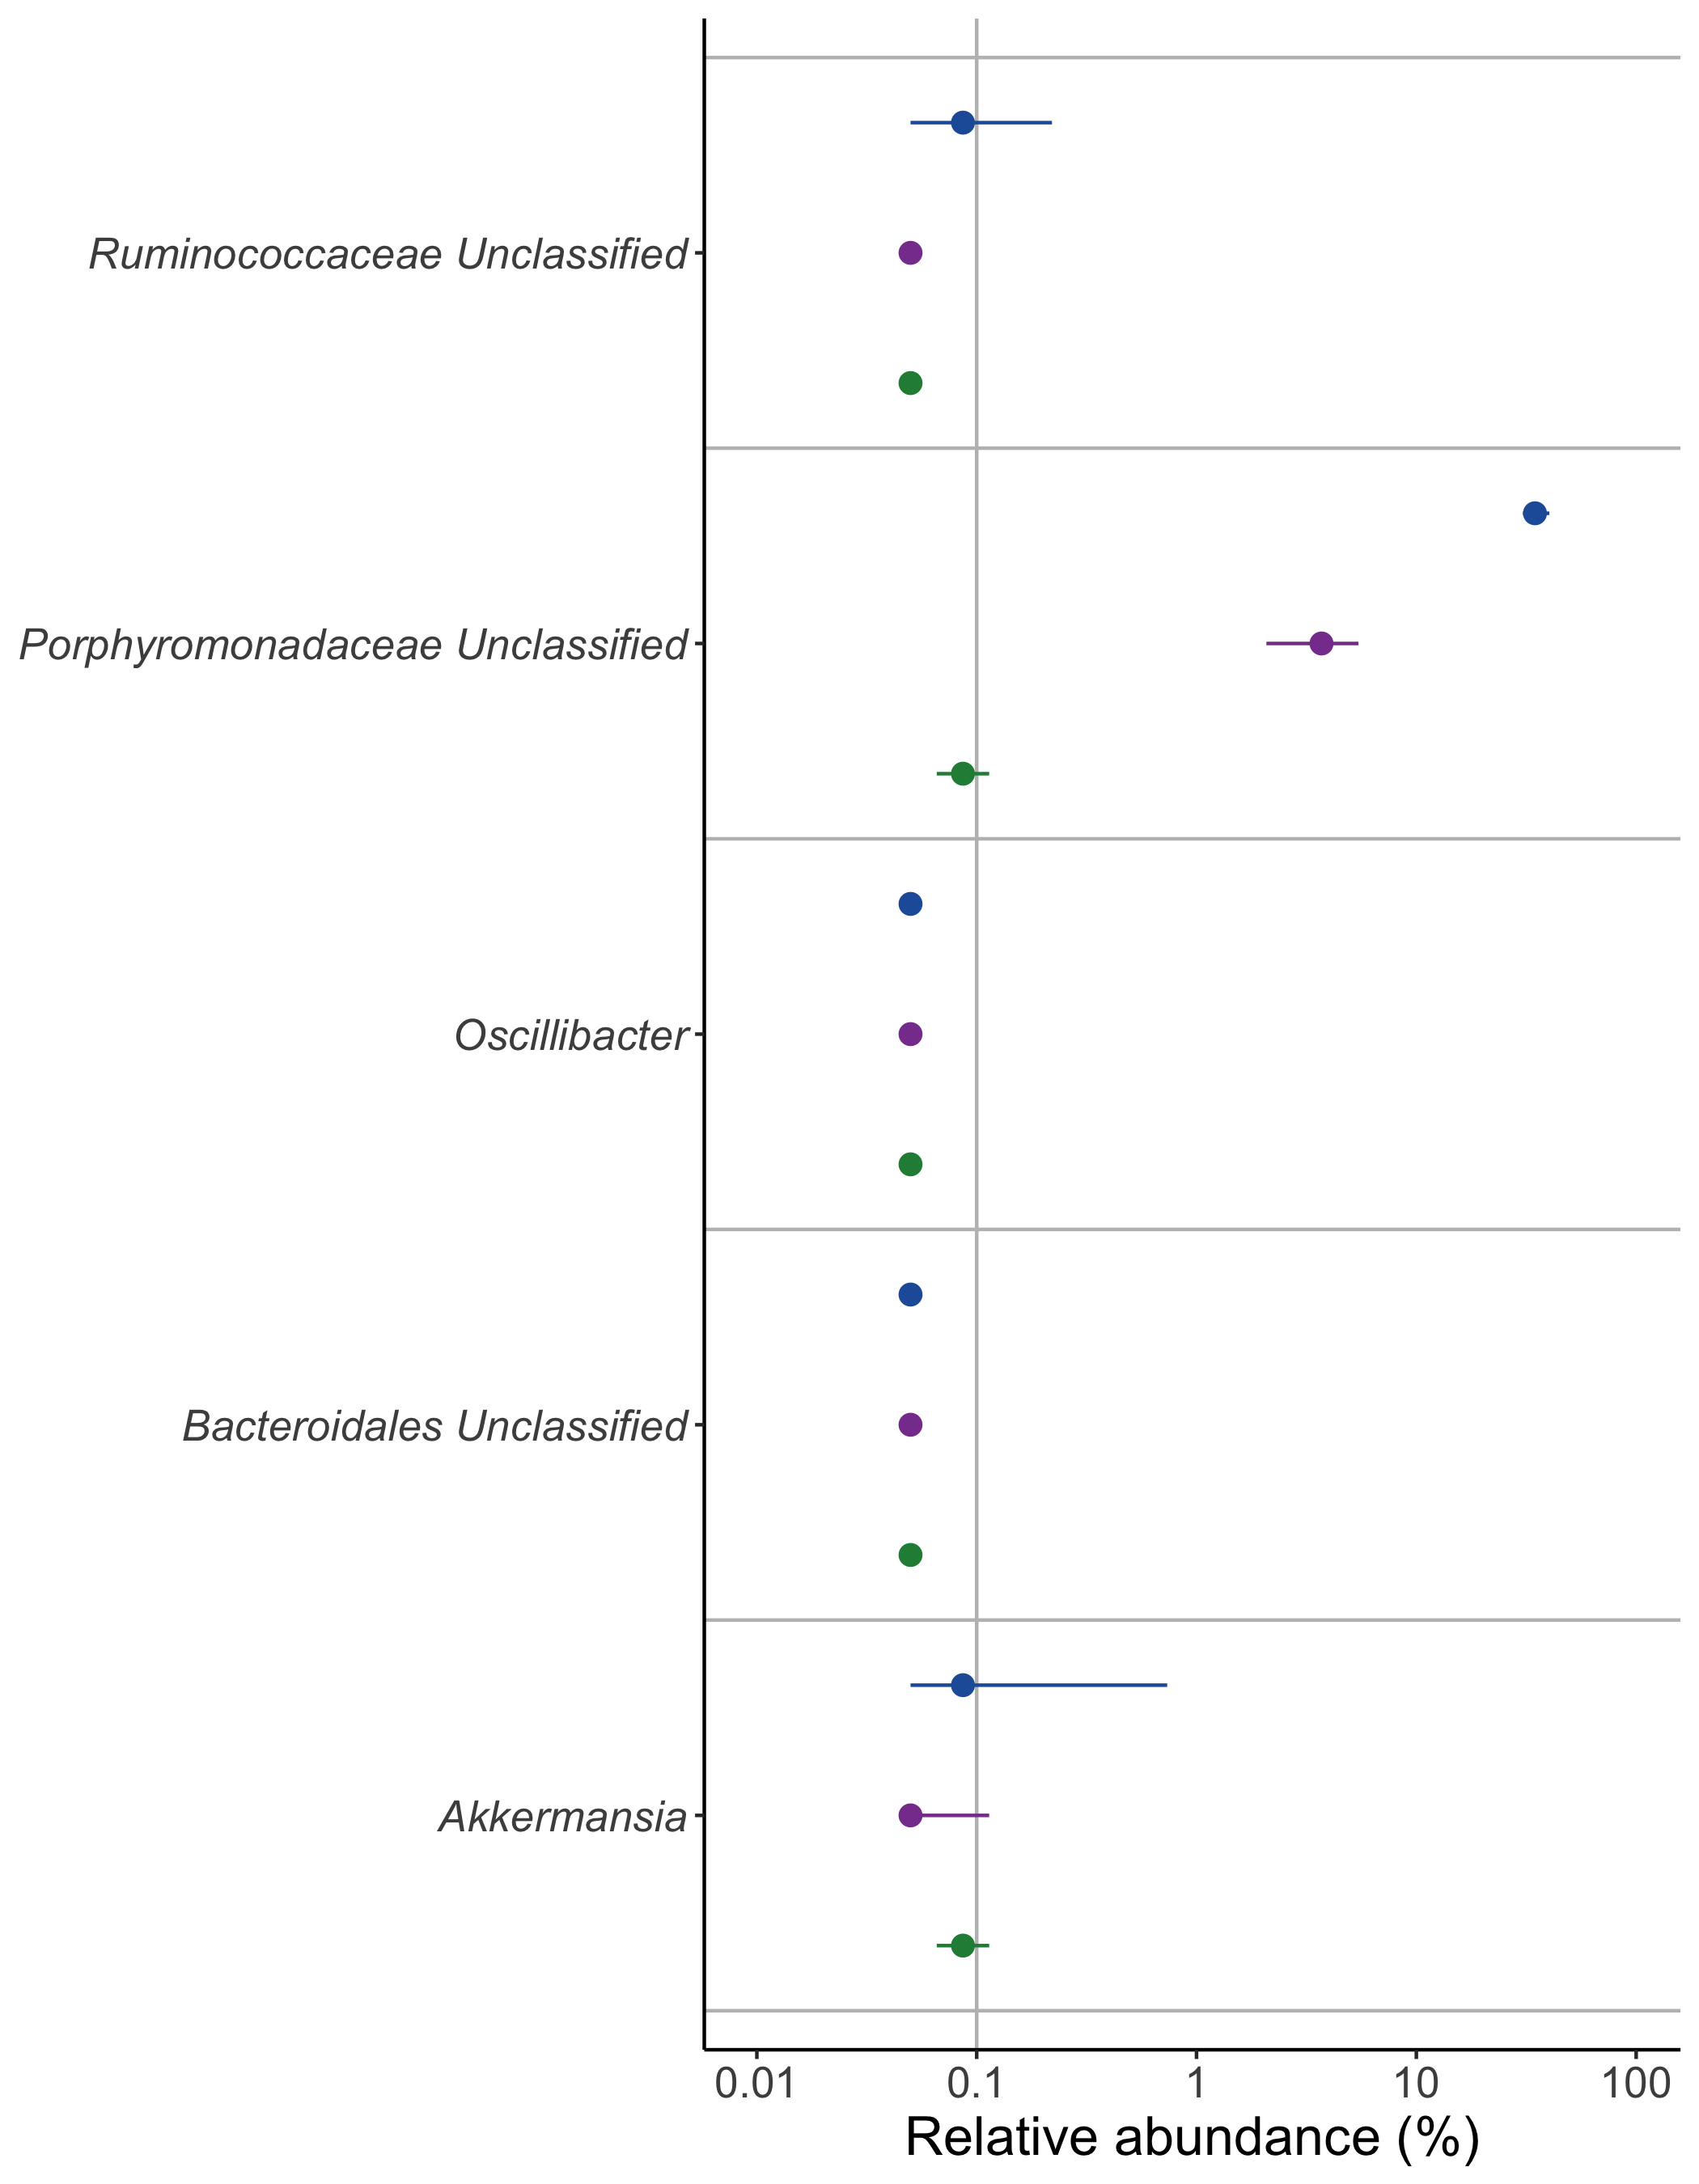 Ruminococcaceae Unclassified
Porphyromonadaceae Unclassified
Oscillibacter
Bacteroidales Unclassified
Akkermansia
0.01 0.1 1 10 100
Relative abundance (%)